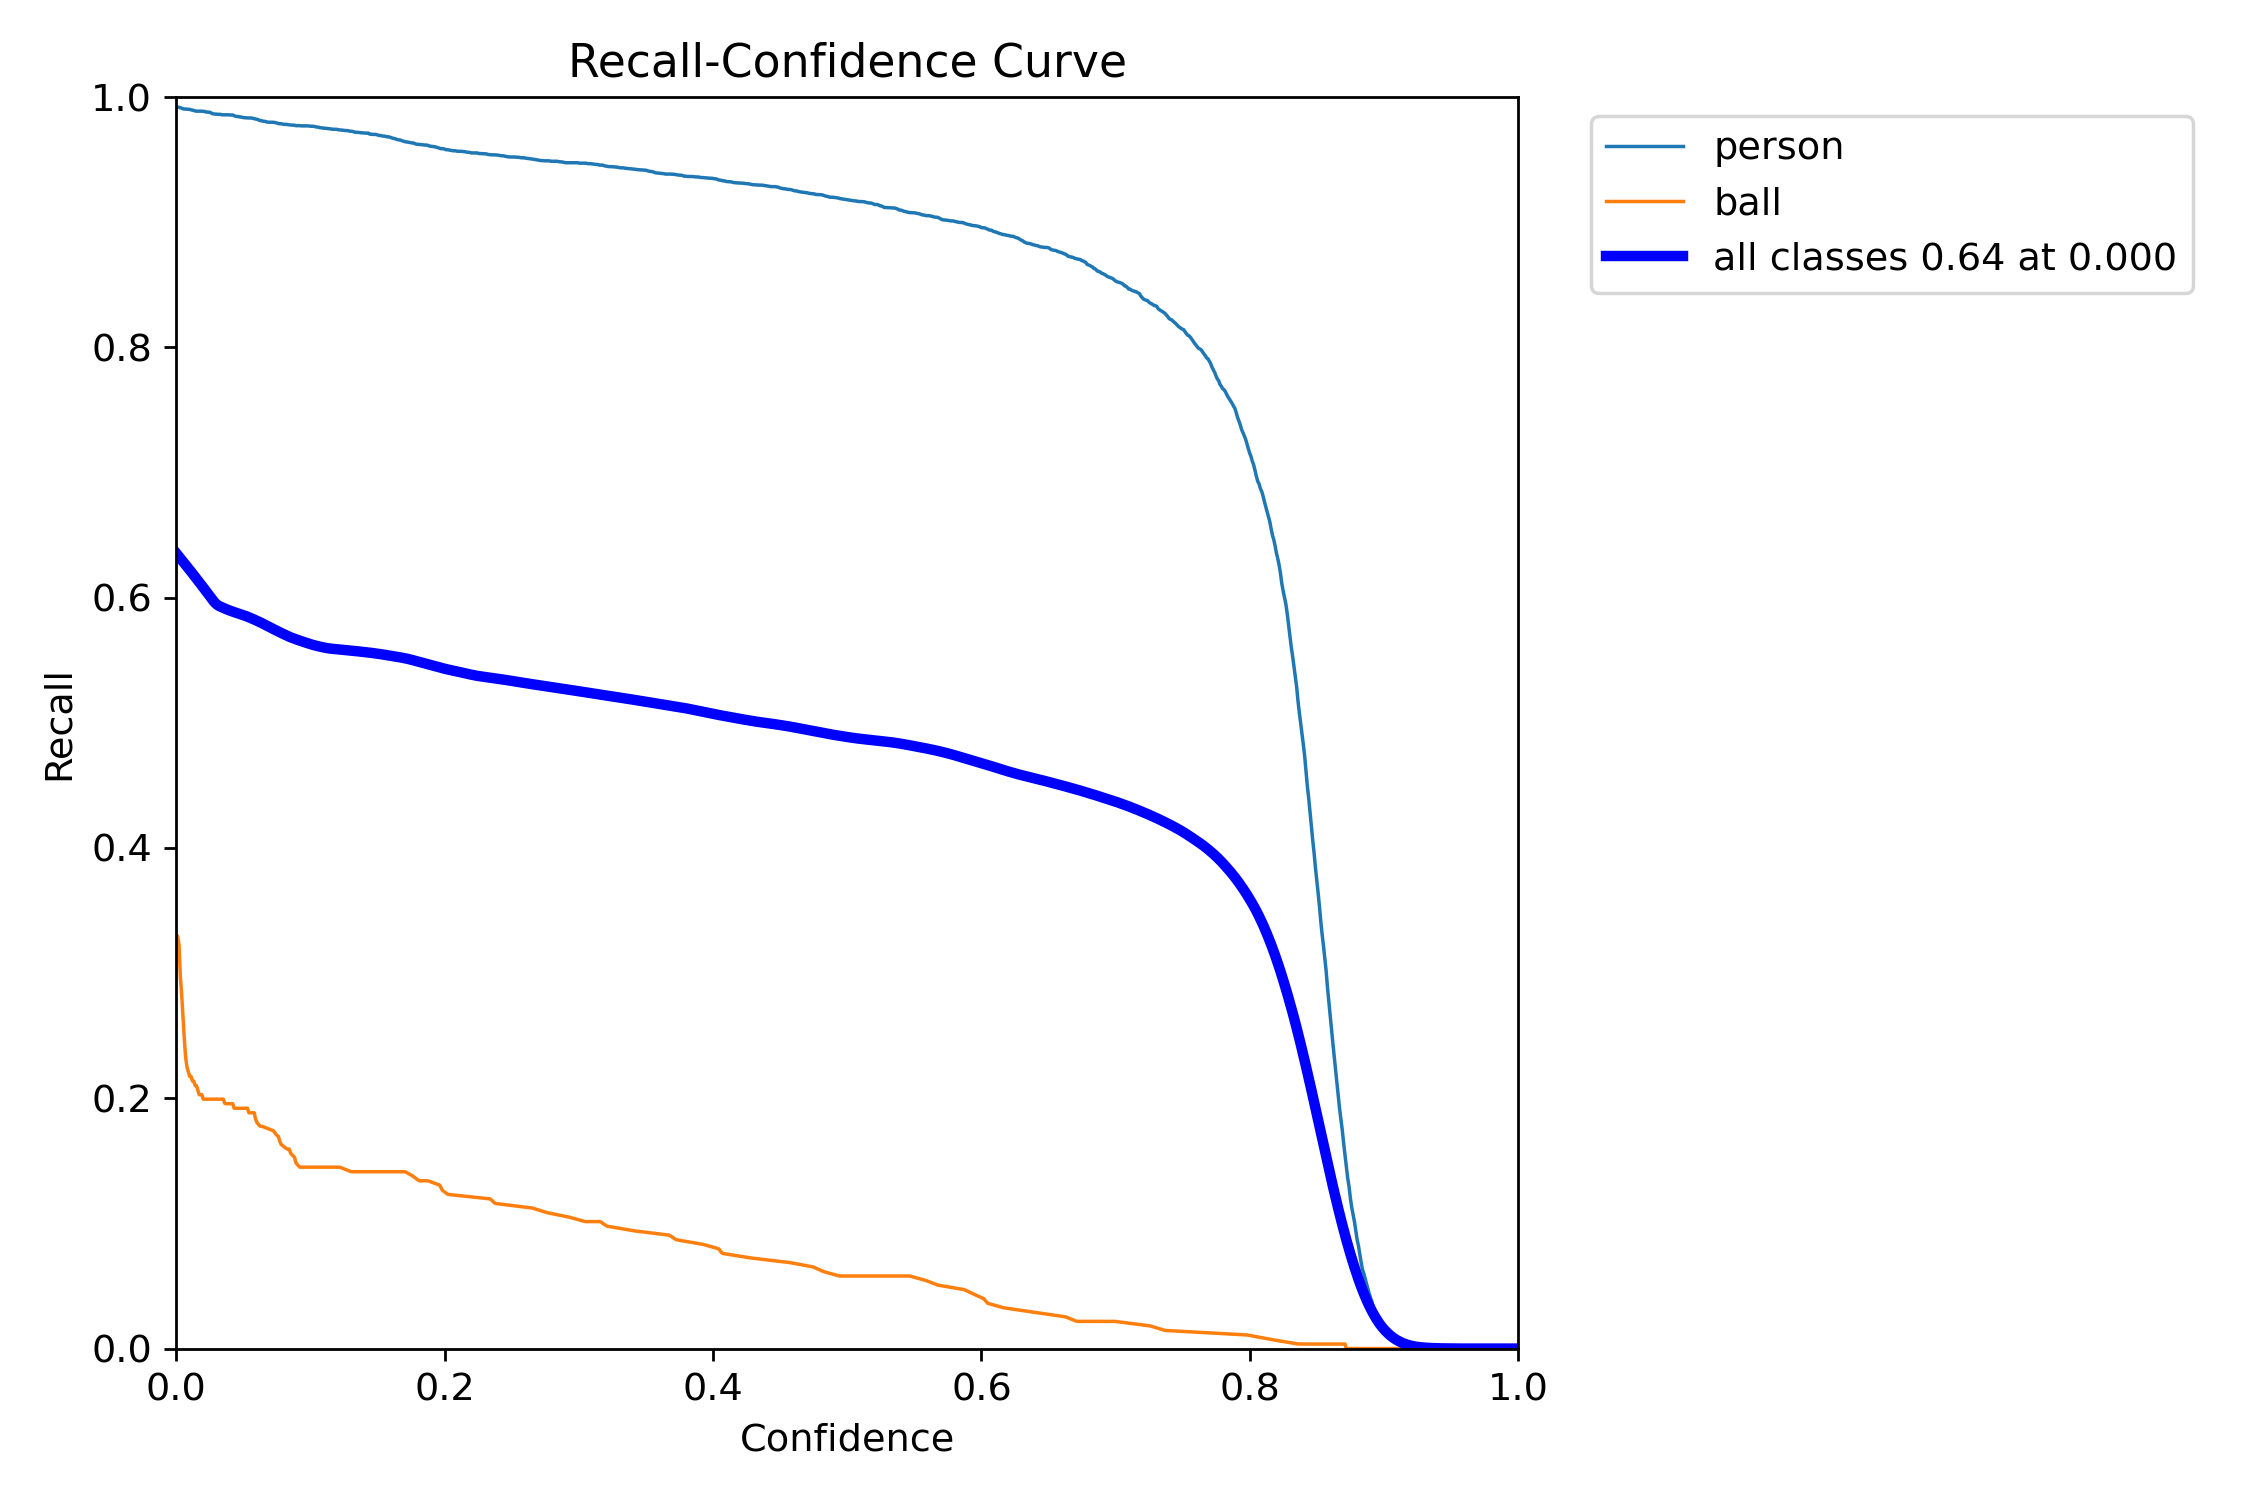 Recall-Confidence Curve
1.0
0.8
0.6
0.4
0.2
0.0
Recall
0.0 0.2 0.4 0.6 0.8 1.0
Confidence
person
ball
all classes 0.64 at 0.000